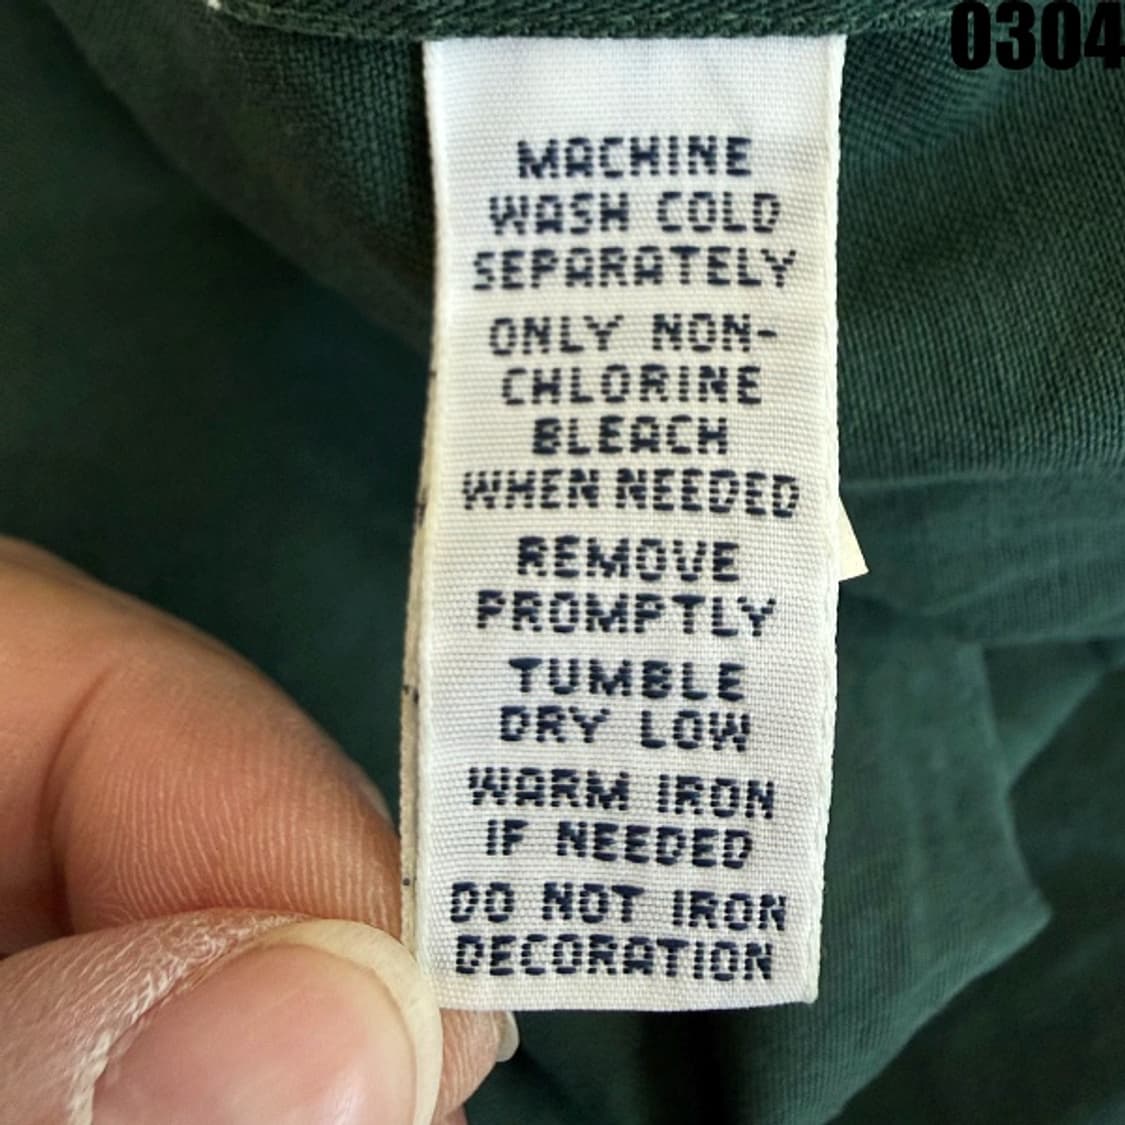 0304
MACHINE
WASH COLD
SEPARATELY
ONLY NON-
CHLORINE
BLEACH
WHEN NEEDED
REMOVE
PROMPTLY
TUMBLE
DRY LOW
WARM IRON
IF NEEDED
DO NOT IRON
DECORATION